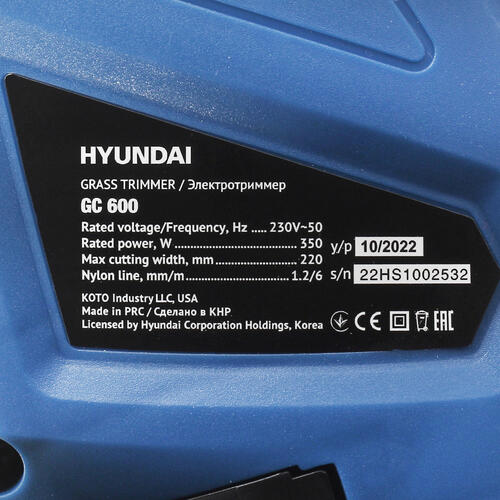 HYUNDAI
GRASS TRIMMER / Электротриммер
GC 600
Rated voltage/Frequency, Hz ..... 230V~50
Rated power, W ........................ 350 y/p 10/2022
Max cutting width, mm .............. 220
Nylon line, mm/m ..................... 1.2/6 s/n 22HS1002532
KOTO Industry LLC, USA
Made in PRC / Сделано в КНР
Licensed by Hyundai Corporation Holdings, Korea CE EAC